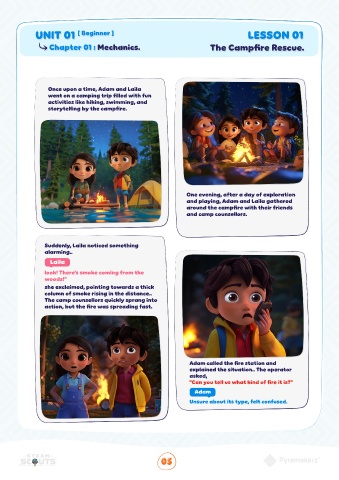 UNIT 01 [ Beginner ]
LESSON 01
Chapter 01 : Mechanics.
The Campfire Rescue.
Once upon a time, Adam and Laila
went on a camping trip filled with fun
activities like hiking, swimming, and
storytelling by the campfire.
One evening, after a day of exploration
and playing, Adam and Laila gathered
around the campfire with their friends
and camp counsellors.
Suddenly, Laila noticed something
alarming..
Laila
look! There's smoke coming from the
woods!"
she exclaimed, pointing towards a thick
column of smoke rising in the distance..
The camp counsellors quickly sprang into
action, but the fire was spreading fast.
Adam called the fire station and
explained the situation.. The operator
asked,
"Can you tell us what kind of fire it is?"
Adam
Unsure about its type, felt confused.
SCOUTS
05
Pyramakerz